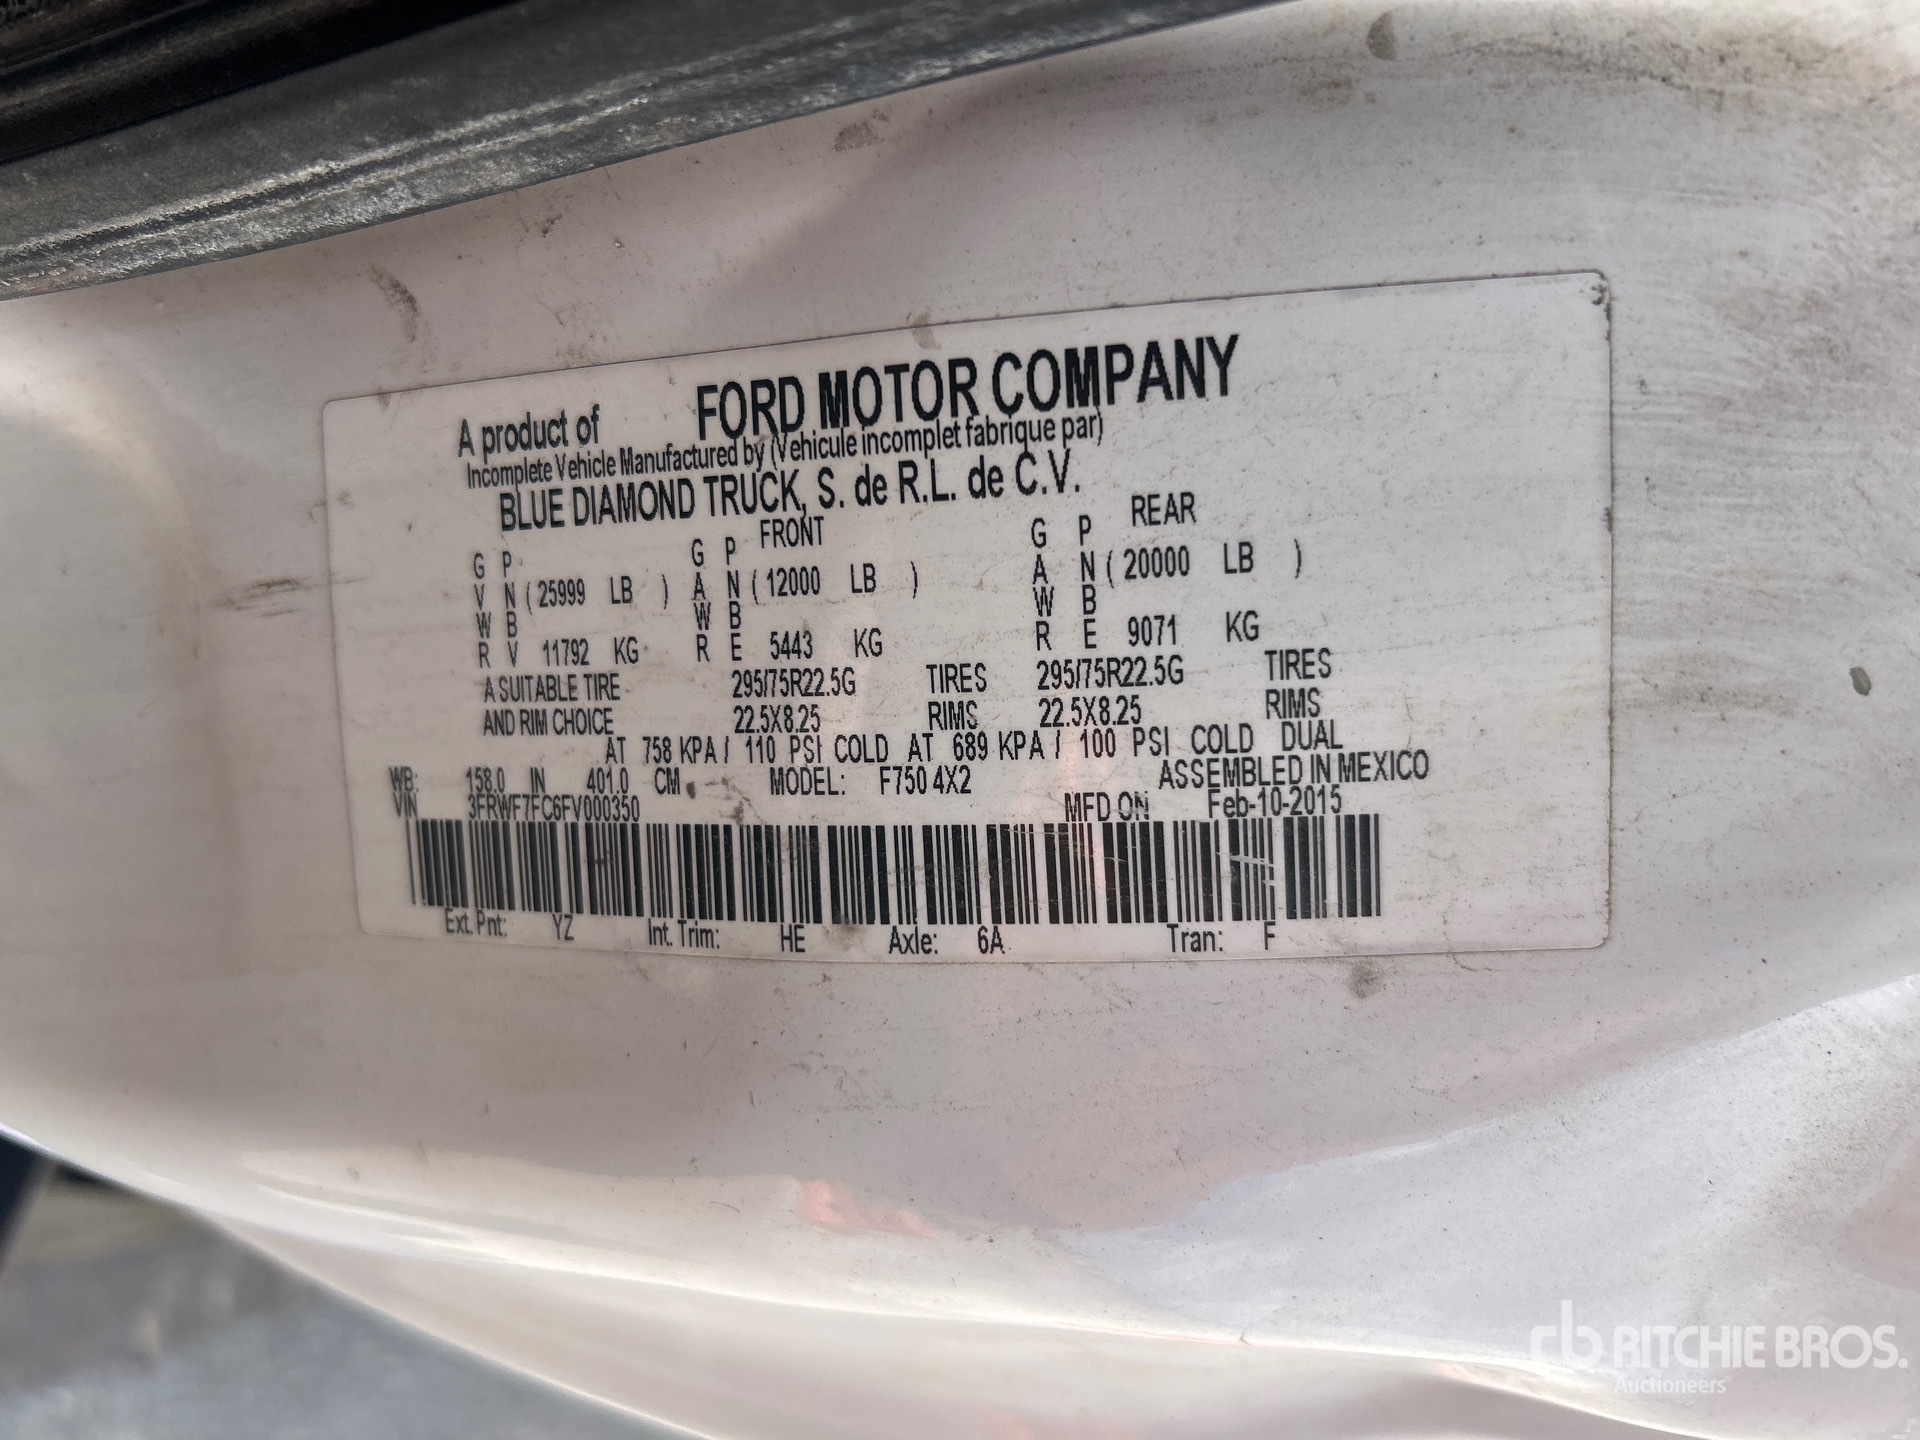 A product of FORD MOTOR COMPANY
Incomplete Vehicle Manufactured by (Vehicule incomplet fabrique par)
BLUE DIAMOND TRUCK, S. de R.L. de C.V.
FRONT REAR
G P G P G P
V N ( 25999 LB ) A N ( 12000 LB ) A N ( 20000 LB )
W B W B W B
R V 11792 KG R E 5443 KG R E 9071 KG
A SUITABLE TIRE 295/75R22.5G TIRES 295/75R22.5G TIRES
AND RIM CHOICE 22.5X8.25 RIMS 22.5X8.25 RIMS
AT 758 KPA / 110 PSI COLD AT 689 KPA / 100 PSI COLD DUAL
WB: 158.0 IN 401.0 CM MODEL: F750 4X2 ASSEMBLED IN MEXICO
VIN 3FRWF7FC6FV000350 MFD ON Feb-10-2015
Ext. Pnt: YZ Int. Trim: HE Axle: 6A Tran: F
rb RITCHIE BROS.
Auctioneers